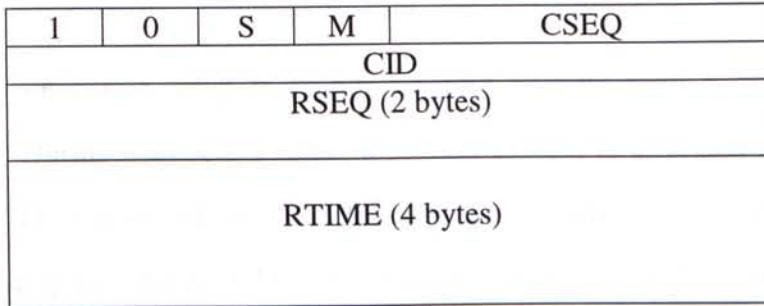 1 0 S M CSEQ
CID
RSEQ (2 bytes)
RTIME (4 bytes)